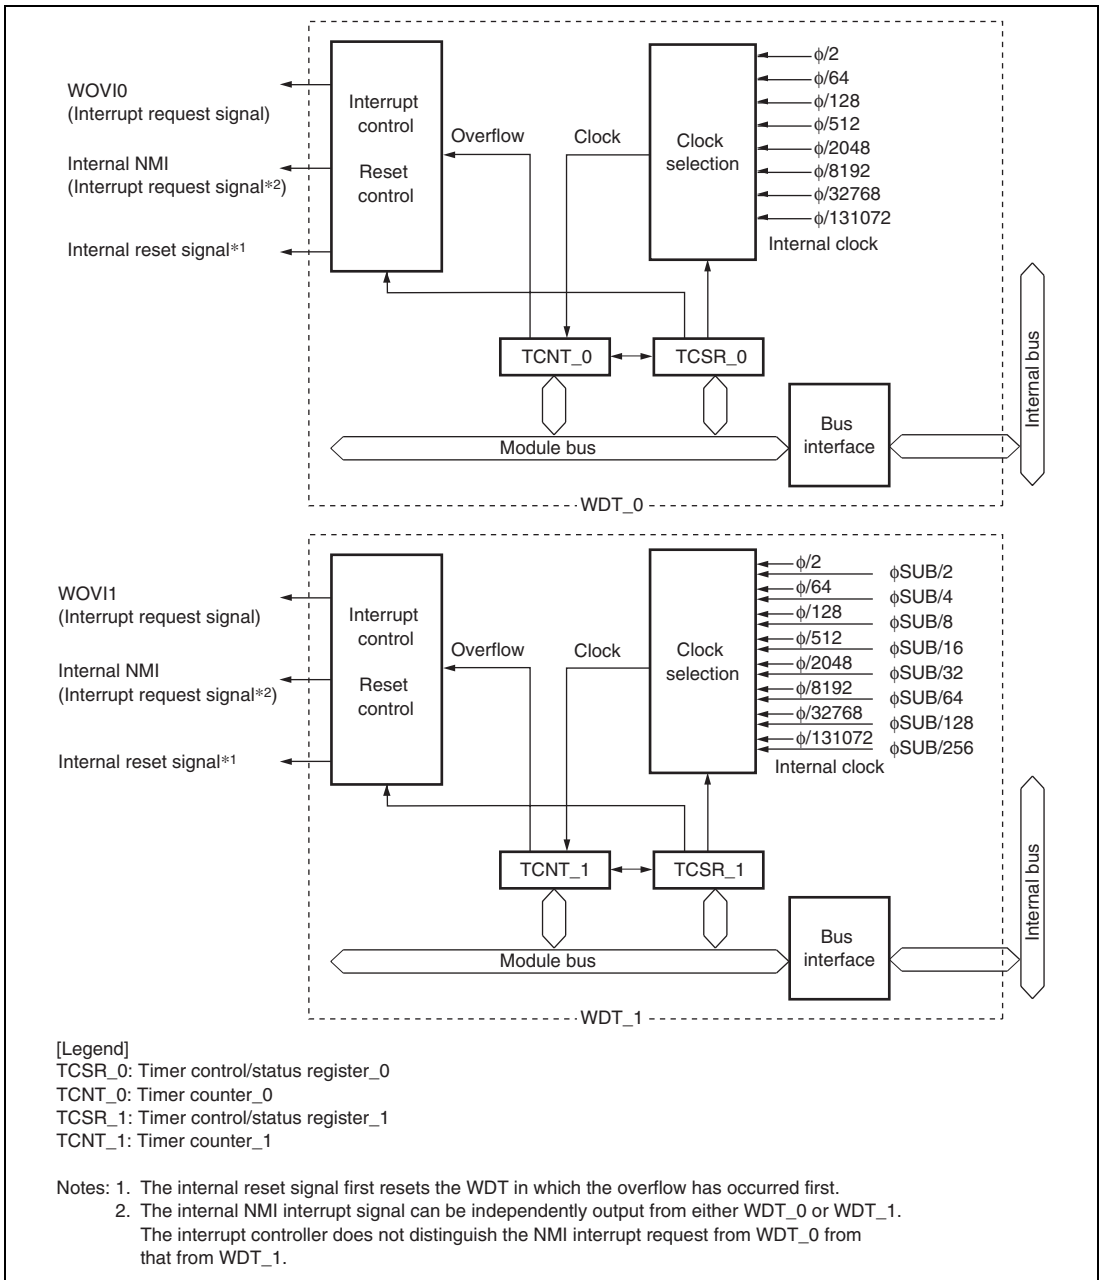 WOVI0
(Interrupt request signal)
Internal NMI
(Interrupt request signal*2)
Internal reset signal*1
Interrupt
control
Reset
control
Overflow
Clock
Clock
selection
φ/2
φ/64
φ/128
φ/512
φ/2048
φ/8192
φ/32768
φ/131072
Internal clock
TCNT_0
TCSR_0
Module bus
Bus
interface
Internal bus
WDT_0
WOVI1
(Interrupt request signal)
Internal NMI
(Interrupt request signal*2)
Internal reset signal*1
Interrupt
control
Reset
control
Overflow
Clock
Clock
selection
φ/2
φSUB/2
φ/64
φSUB/4
φ/128
φSUB/8
φ/512
φSUB/16
φ/2048
φSUB/32
φ/8192
φSUB/64
φ/32768
φSUB/128
φ/131072
φSUB/256
Internal clock
TCNT_1
TCSR_1
Module bus
Bus
interface
Internal bus
WDT_1
[Legend]
TCSR_0: Timer control/status register_0
TCNT_0: Timer counter_0
TCSR_1: Timer control/status register_1
TCNT_1: Timer counter_1
Notes: 1. The internal reset signal first resets the WDT in which the overflow has occurred first.
2. The internal NMI interrupt signal can be independently output from either WDT_0 or WDT_1.
The interrupt controller does not distinguish the NMI interrupt request from WDT_0 from
that from WDT_1.